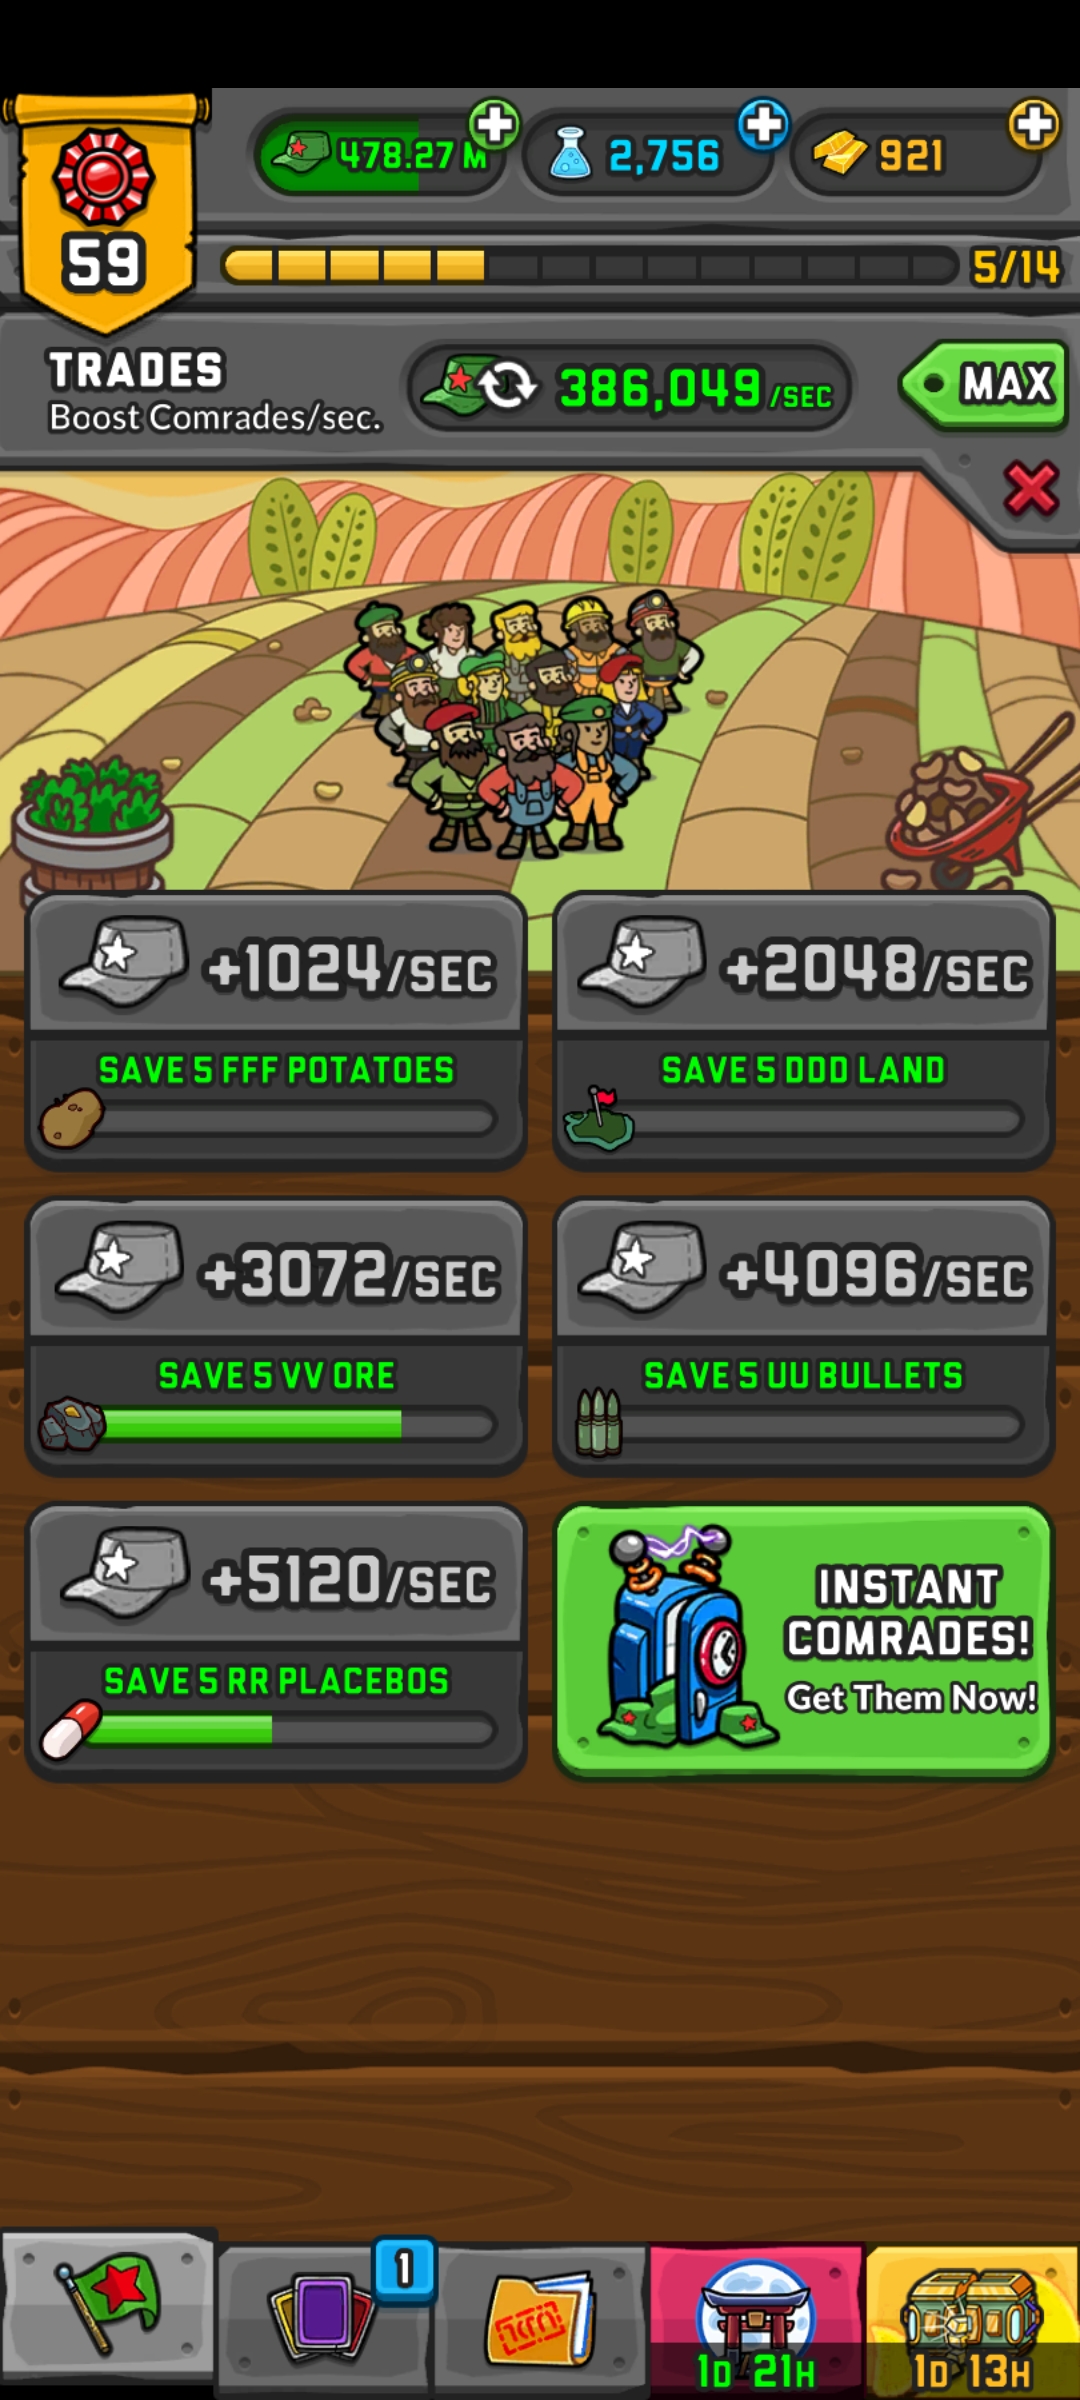 59
478.27 M
2,756
921
5/14
TRADES
Boost Comrades/sec.
386,049 /SEC
MAX
+1024/SEC
SAVE 5 FFF POTATOES
+2048/SEC
SAVE 5 DDD LAND
+3072/SEC
SAVE 5 VV ORE
+4096/SEC
SAVE 5 UU BULLETS
+5120/SEC
SAVE 5 RR PLACEBOS
INSTANT
COMRADES!
Get Them Now!
1
1D 21H
1D 13H